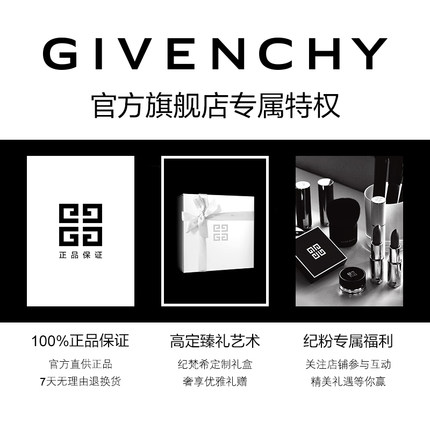 GIVENCHY
官方旗舰店专属特权
正品保证
100%正品保证
官方直供正品
7天无理由退换货
高定臻礼艺术
纪梵希定制礼盒
奢享优雅礼赠
纪粉专属福利
关注店铺参与互动
精美礼遇等你赢